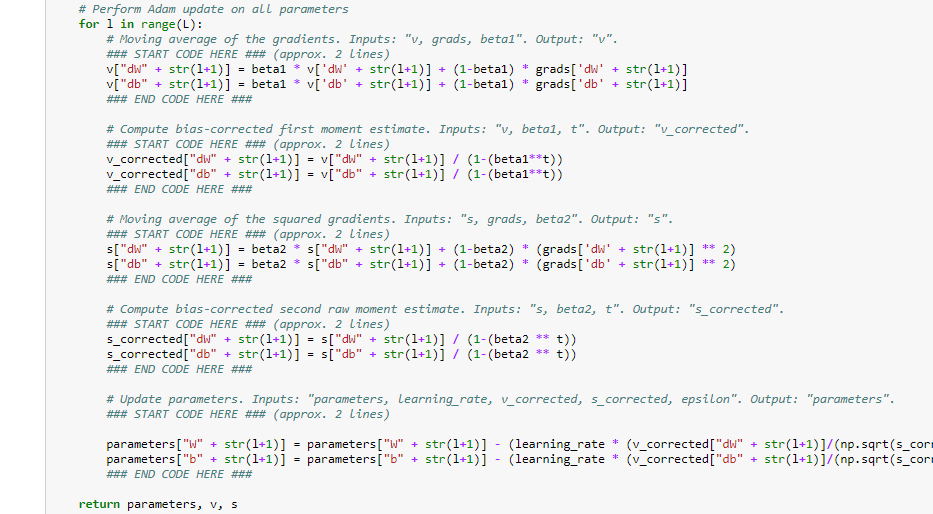 # Perform Adam update on all parameters
for l in range(L):
# Moving average of the gradients. Inputs: "v, grads, beta1". Output: "v".
### START CODE HERE ### (approx. 2 lines)
v["dW" + str(l+1)] = beta1 * v['dW' + str(l+1)] + (1-beta1) * grads['dW' + str(l+1)]
v["db" + str(l+1)] = beta1 * v['db' + str(l+1)] + (1-beta1) * grads['db' + str(l+1)]
### END CODE HERE ###
# Compute bias-corrected first moment estimate. Inputs: "v, beta1, t". Output: "v_corrected".
### START CODE HERE ### (approx. 2 lines)
v_corrected["dW" + str(l+1)] = v["dW" + str(l+1)] / (1-(beta1**t))
v_corrected["db" + str(l+1)] = v["db" + str(l+1)] / (1-(beta1**t))
### END CODE HERE ###
# Moving average of the squared gradients. Inputs: "s, grads, beta2". Output: "s".
### START CODE HERE ### (approx. 2 lines)
s["dW" + str(l+1)] = beta2 * s["dW" + str(l+1)] + (1-beta2) * (grads['dW' + str(l+1)] ** 2)
s["db" + str(l+1)] = beta2 * s["db" + str(l+1)] + (1-beta2) * (grads['db' + str(l+1)] ** 2)
### END CODE HERE ###
# Compute bias-corrected second raw moment estimate. Inputs: "s, beta2, t". Output: "s_corrected".
### START CODE HERE ### (approx. 2 lines)
s_corrected["dW" + str(l+1)] = s["dW" + str(l+1)] / (1-(beta2 ** t))
s_corrected["db" + str(l+1)] = s["db" + str(l+1)] / (1-(beta2 ** t))
### END CODE HERE ###
# Update parameters. Inputs: "parameters, learning_rate, v_corrected, s_corrected, epsilon". Output: "parameters".
### START CODE HERE ### (approx. 2 lines)
parameters["W" + str(l+1)] = parameters["W" + str(l+1)] - (learning_rate * (v_corrected["dW" + str(l+1)]/(np.sqrt(s_cor
parameters["b" + str(l+1)] = parameters["b" + str(l+1)] - (learning_rate * (v_corrected["db" + str(l+1)]/(np.sqrt(s_cor
### END CODE HERE ###
return parameters, v, s